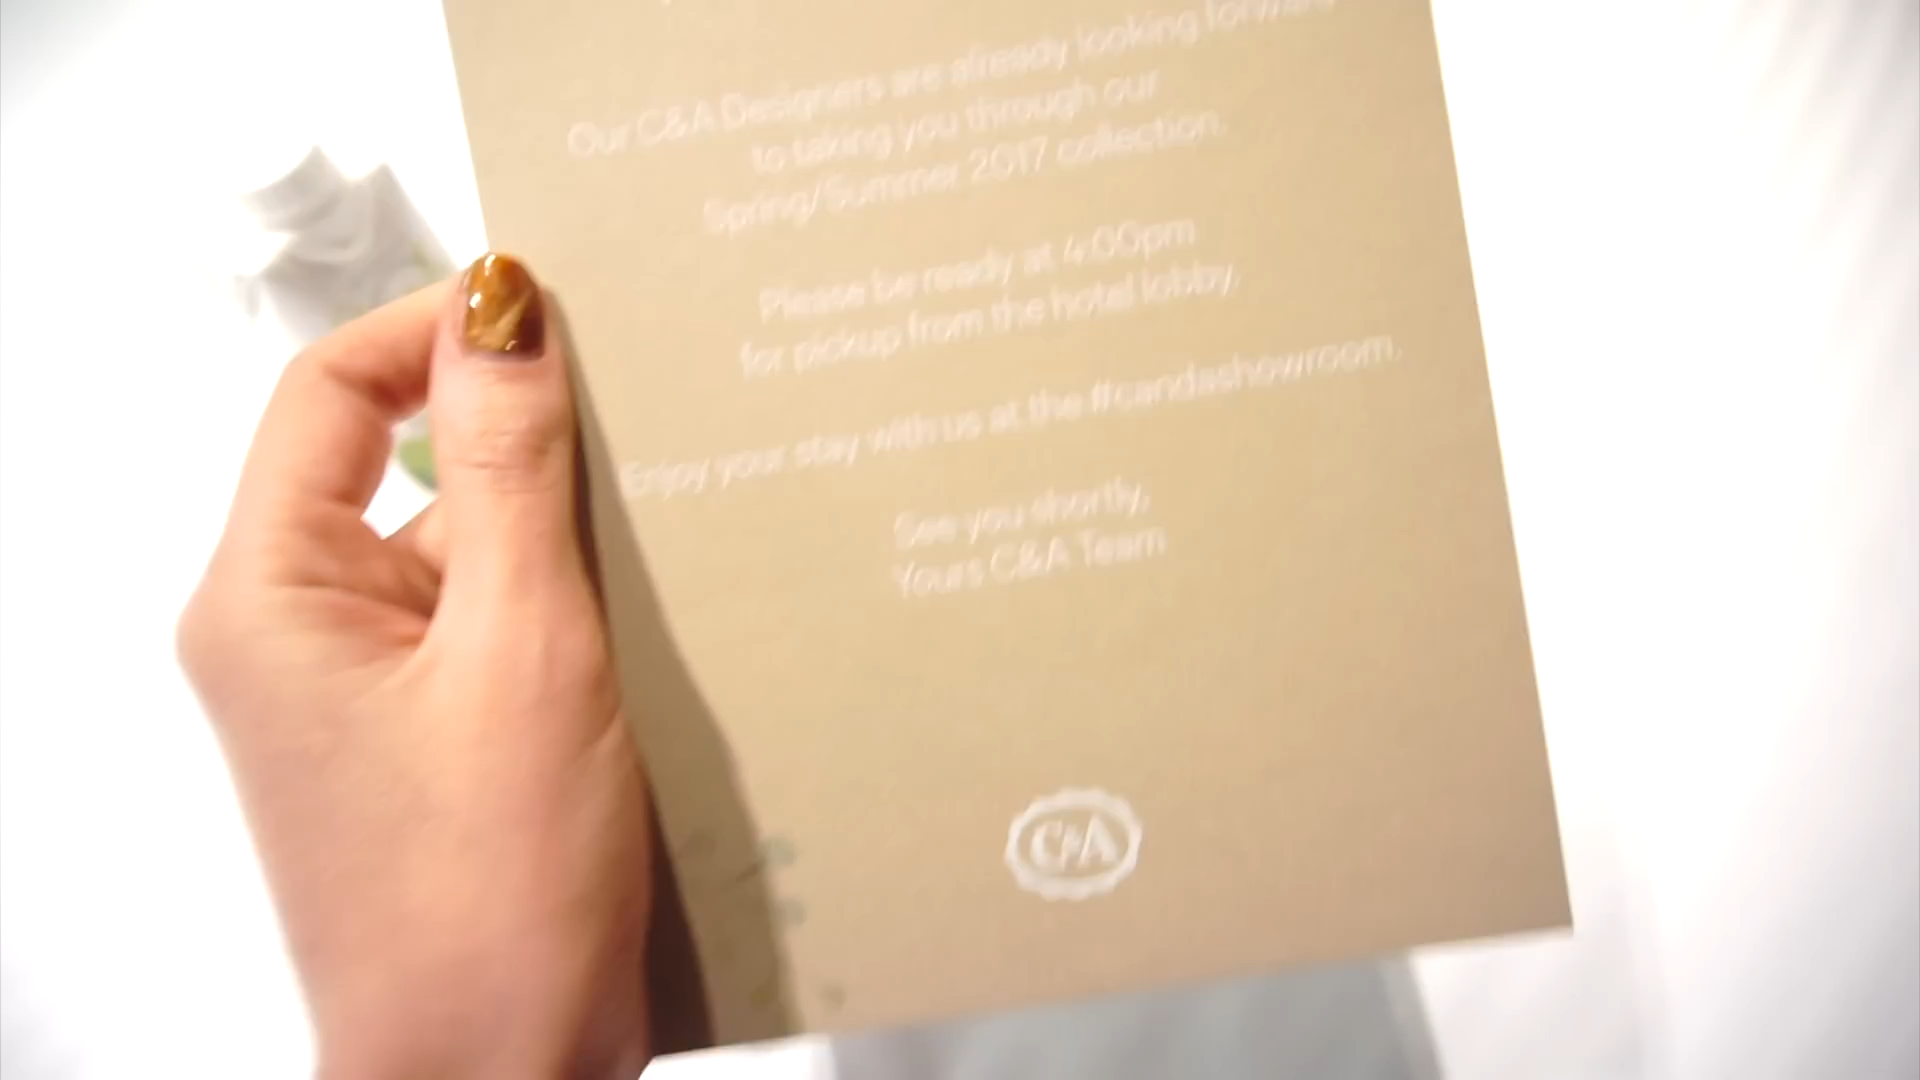 Our C&A Designers are already looking forward
to taking you through our
Spring/Summer 2017 collection.
Please be ready at 4:00pm
for pickup from the hotel lobby.
Enjoy your stay with us at the #candashowroom.
See you shortly,
Yours C&A Team
C&A